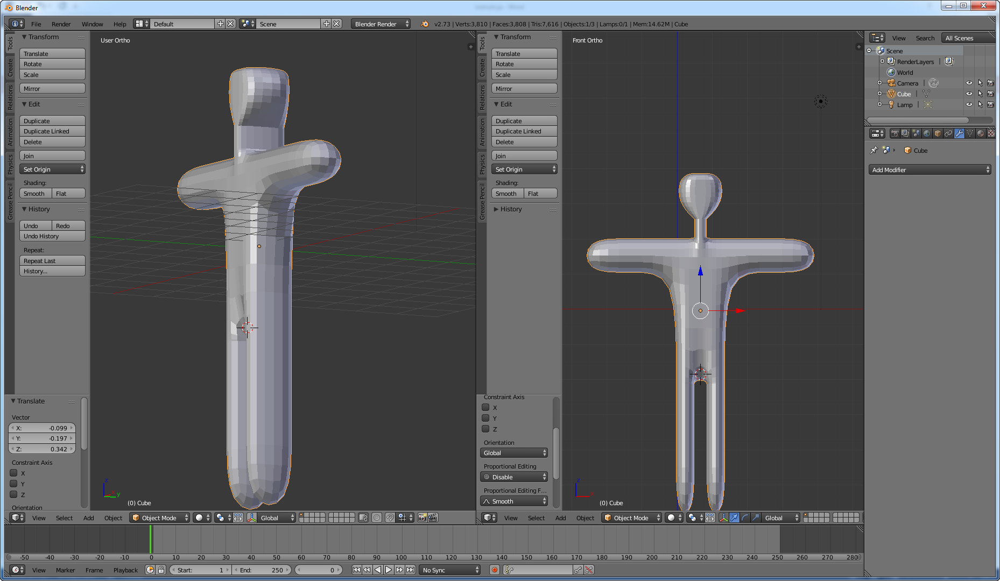 Blender
File Render Window Help Default Scene Blender Render v2.73 | Verts:3,810 | Faces:3,808 | Tris:7,616 | Objects:1/3 | Lamps:0/1 | Mem:14.62M | Cube
Tools
Create
Relations
Animation
Physics
Grease Pencil
Transform
Translate
Rotate
Scale
Mirror
Edit
Duplicate
Duplicate Linked
Delete
Join
Set Origin
Shading:
Smooth Flat
History
Undo Redo
Undo History
Repeat:
Repeat Last
History...
Translate
Vector
X: -0.099
Y: -0.197
Z: 0.342
Constraint Axis
X
Y
Z
Orientation
User Ortho
z
y
(0) Cube
View Select Add Object Object Mode Global
Tools
Create
Relations
Animation
Physics
Grease Pencil
Transform
Translate
Rotate
Scale
Mirror
Edit
Duplicate
Duplicate Linked
Delete
Join
Set Origin
Shading:
Smooth Flat
History
Constraint Axis
X
Y
Z
Orientation
Global
Proportional Editing
Disable
Proportional Editing F...
Smooth
Front Ortho
z
x
(0) Cube
View Select Add Object Object Mode Global
View Search All Scenes
Scene
RenderLayers
World
Camera
Cube
Lamp
Cube
Add Modifier
-50 -40 -30 -20 -10 0 10 20 30 40 50 60 70 80 90 100 110 120 130 140 150 160 170 180 190 200 210 220 230 240 250 260 270 280
View Marker Frame Playback Start: 1 End: 250 0 No Sync